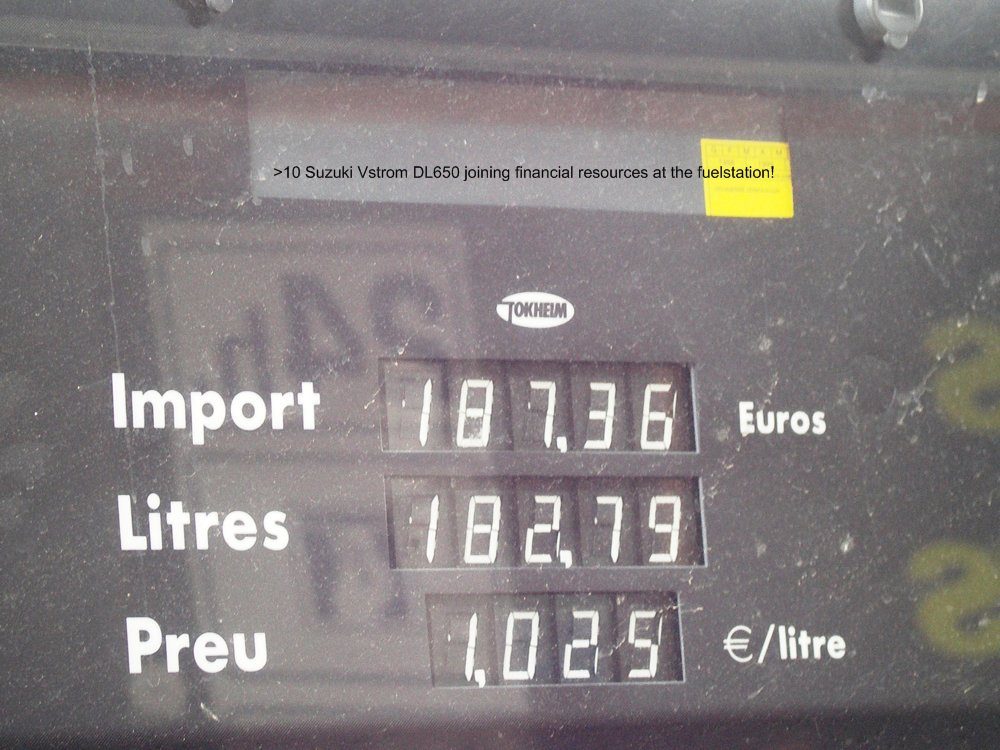 >10 Suzuki Vstrom DL650 joining financial resources at the fuelstation!
TOKHEIM
Import 187,36 Euros
Litres 182,79
Preu 1,025 €/litre